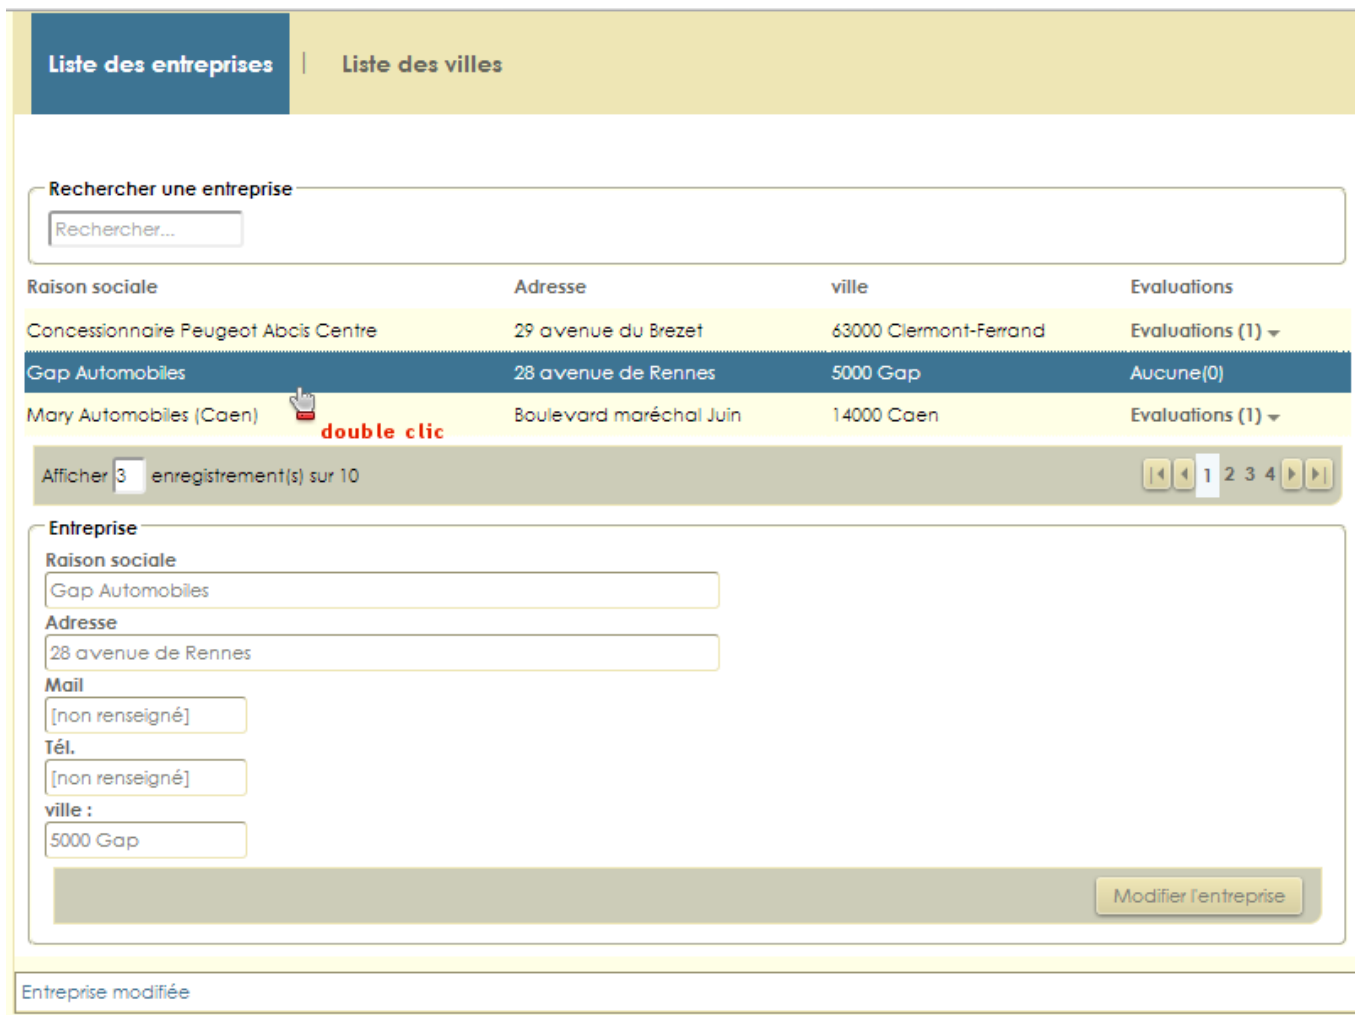 Liste des entreprises | Liste des villes
Rechercher une entreprise
Rechercher...
Raison sociale Adresse ville Evaluations
Concessionnaire Peugeot Abcis Centre 29 avenue du Brezet 63000 Clermont-Ferrand Evaluations (1)
Gap Automobiles 28 avenue de Rennes 5000 Gap Aucune(0)
Mary Automobiles (Caen) Boulevard maréchal Juin 14000 Caen Evaluations (1)
double clic
Afficher 3 enregistrement(s) sur 10 1 2 3 4
Entreprise
Raison sociale
Gap Automobiles
Adresse
28 avenue de Rennes
Mail
[non renseigné]
Tél.
[non renseigné]
ville :
5000 Gap
Modifier l'entreprise
Entreprise modifiée